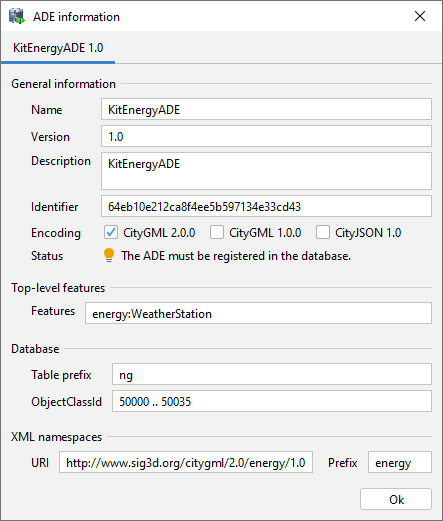 ADE information
KitEnergyADE 1.0
General information
Name KitEnergyADE
Version 1.0
Description KitEnergyADE
Identifier 64eb10e212ca8f4ee5b597134e33cd43
Encoding CityGML 2.0.0 CityGML 1.0.0 CityJSON 1.0
Status The ADE must be registered in the database.
Top-level features
Features energy:WeatherStation
Database
Table prefix ng
ObjectClassId 50000 .. 50035
XML namespaces
URI http://www.sig3d.org/citygml/2.0/energy/1.0 Prefix energy
Ok